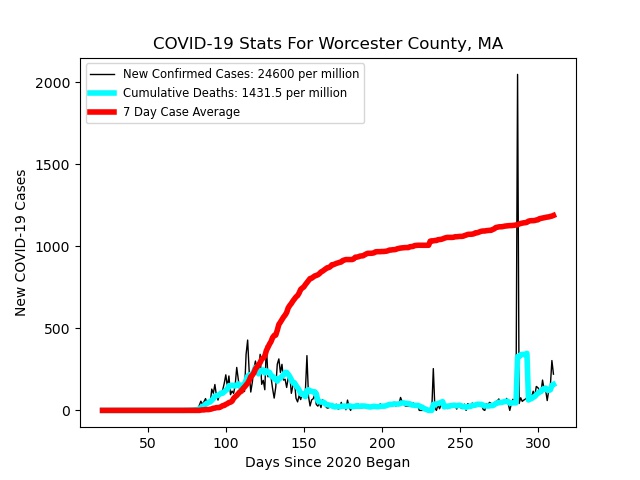 COVID-19 Stats For Worcester County, MA
New Confirmed Cases: 24600 per million
Cumulative Deaths: 1431.5 per million
7 Day Case Average
2000
1500
1000
500
0
New COVID-19 Cases
50 100 150 200 250 300
Days Since 2020 Began